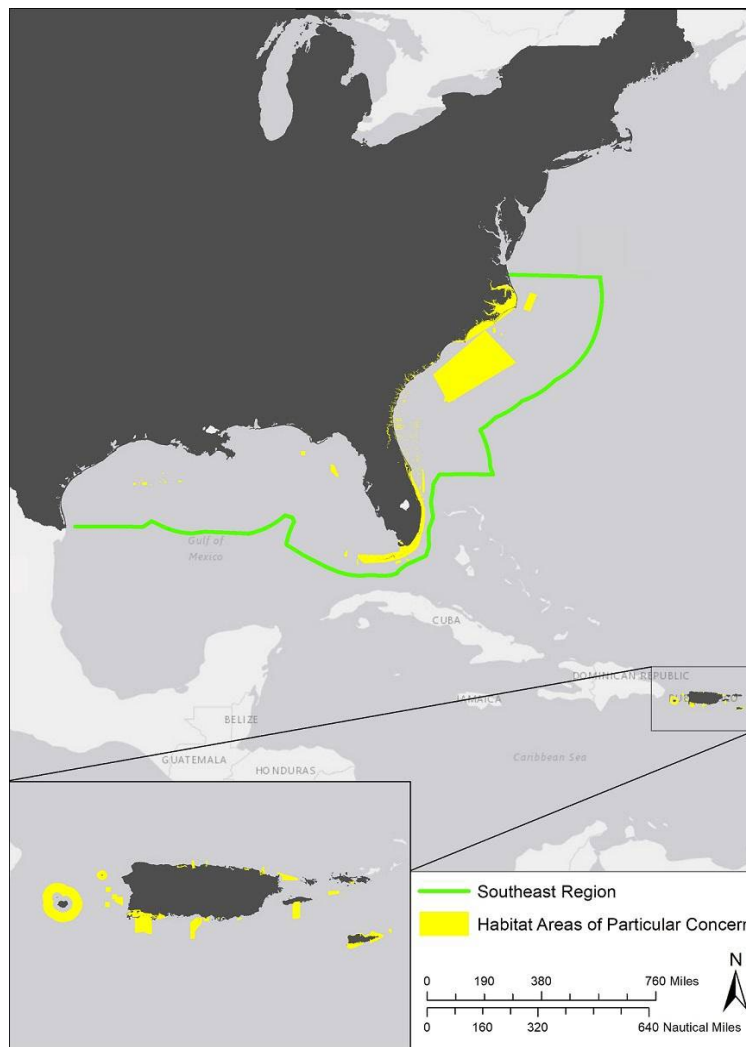 Gulf of
Mexico
CUBA
DOMINICAN REPUBLIC
JAMAICA
BELIZE
GUATEMALA
HONDURAS
Caribbean Sea
Southeast Region
Habitat Areas of Particular Concern
N
0 190 380 760 Miles
0 160 320 640 Nautical Miles